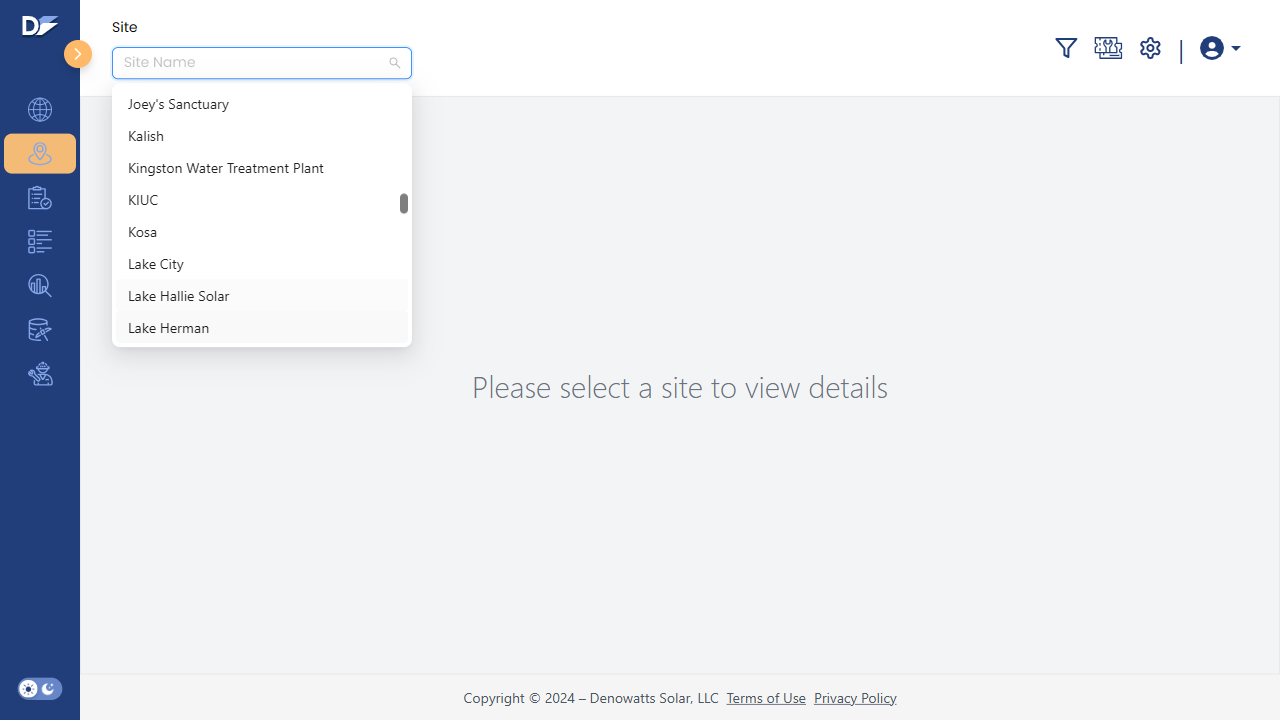 Site
Site Name
Joey's Sanctuary
Kalish
Kingston Water Treatment Plant
KIUC
Kosa
Lake City
Lake Hallie Solar
Lake Herman
Please select a site to view details
Copyright © 2024 – Denowatts Solar, LLC Terms of Use Privacy Policy